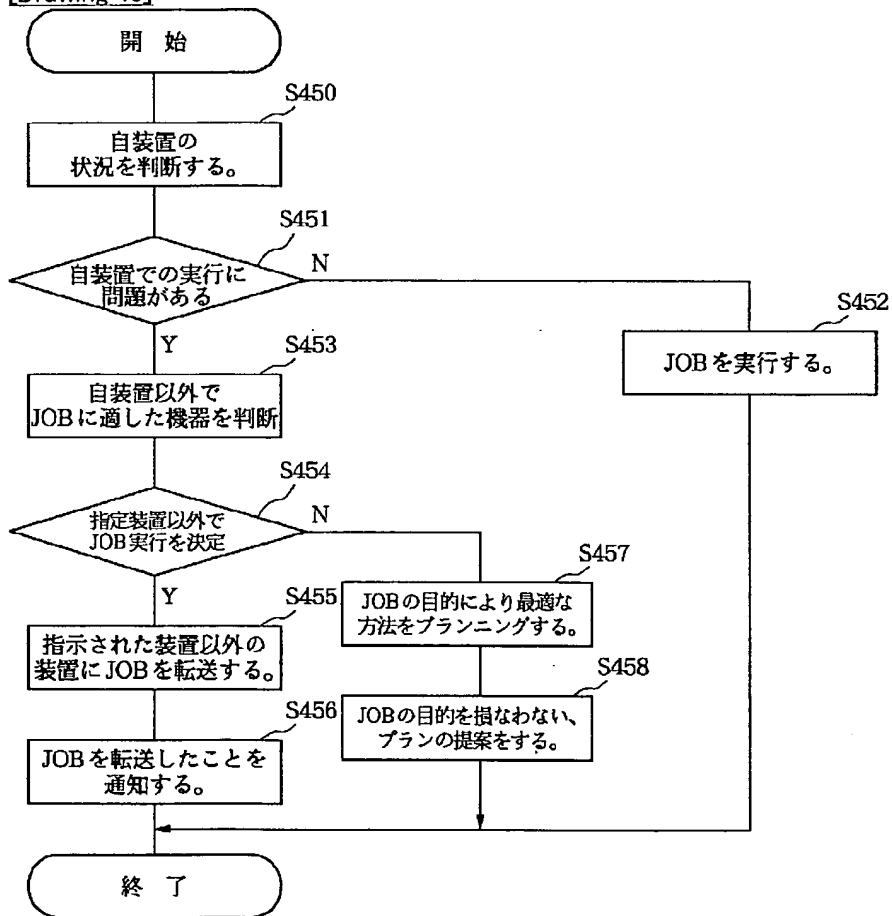 開 始
S450
自装置の
状況を判断する。
S451
自装置での実行に
問題がある
N
Y
S452
JOBを実行する。
S453
自装置以外で
JOBに適した機器を判断
S454
指定装置以外で
JOB実行を決定
N
Y
S455
指示された装置以外の
装置にJOBを転送する。
S456
JOBを転送したことを
通知する。
S457
JOBの目的により最適な
方法をプランニングする。
S458
JOBの目的を損なわない、
プランの提案をする。
終 了